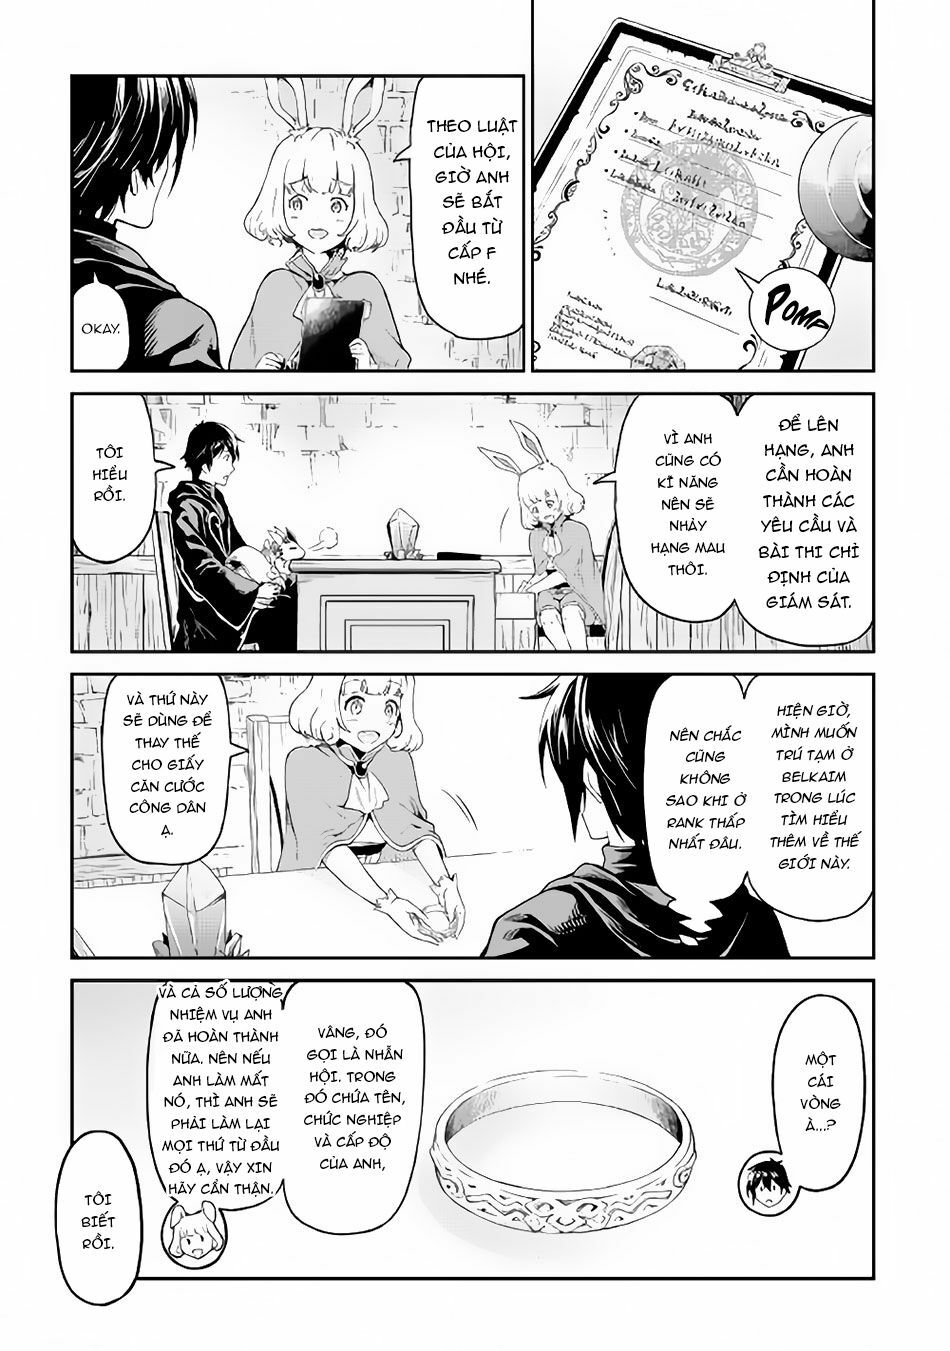 POMP
THEO LUẬT
CỦA HỘI,
GIỜ ANH
SẼ BẮT
ĐẦU TỪ
CẤP F
NHÉ.
OKAY.
ĐỂ LÊN
HẠNG, ANH
CẦN HOÀN
THÀNH CÁC
YÊU CẦU VÀ
BÀI THI CHỈ
ĐỊNH CỦA
GIÁM SÁT.
VÌ ANH
CŨNG CÓ
KĨ NĂNG
NÊN SẼ
NHẢY
HẠNG MAU
THÔI.
TÔI
HIỂU
RỒI.
HIỆN GIỜ,
MÌNH MUỐN
TRÚ TẠM Ở
BELKAIM
TRONG LÚC
TÌM HIỂU
THÊM VỀ THẾ
GIỚI NÀY.
NÊN CHẮC
CŨNG
KHÔNG
SAO KHI Ở
RANK THẤP
NHẤT ĐÂU.
VÀ THỨ NÀY
SẼ DÙNG ĐỂ
THAY THẾ
CHO GIẤY
CĂN CƯỚC
CÔNG DÂN
Ạ.
MỘT
CÁI
VÒNG
À...?
VÂNG, ĐÓ
GỌI LÀ NHẪN
HỘI. TRONG
ĐÓ CHỨA TÊN,
CHỨC NGHIỆP
VÀ CẤP ĐỘ
CỦA ANH,
VÀ CẢ SỐ LƯỢNG
NHIỆM VỤ ANH
ĐÃ HOÀN THÀNH
NỮA. NÊN NẾU
ANH LÀM MẤT
NÓ, THÌ ANH SẼ
PHẢI LÀM LẠI
MỌI THỨ TỪ ĐẦU
ĐÓ Ạ, VẬY XIN
HÃY CẨN THẬN.
TÔI
BIẾT
RỒI.